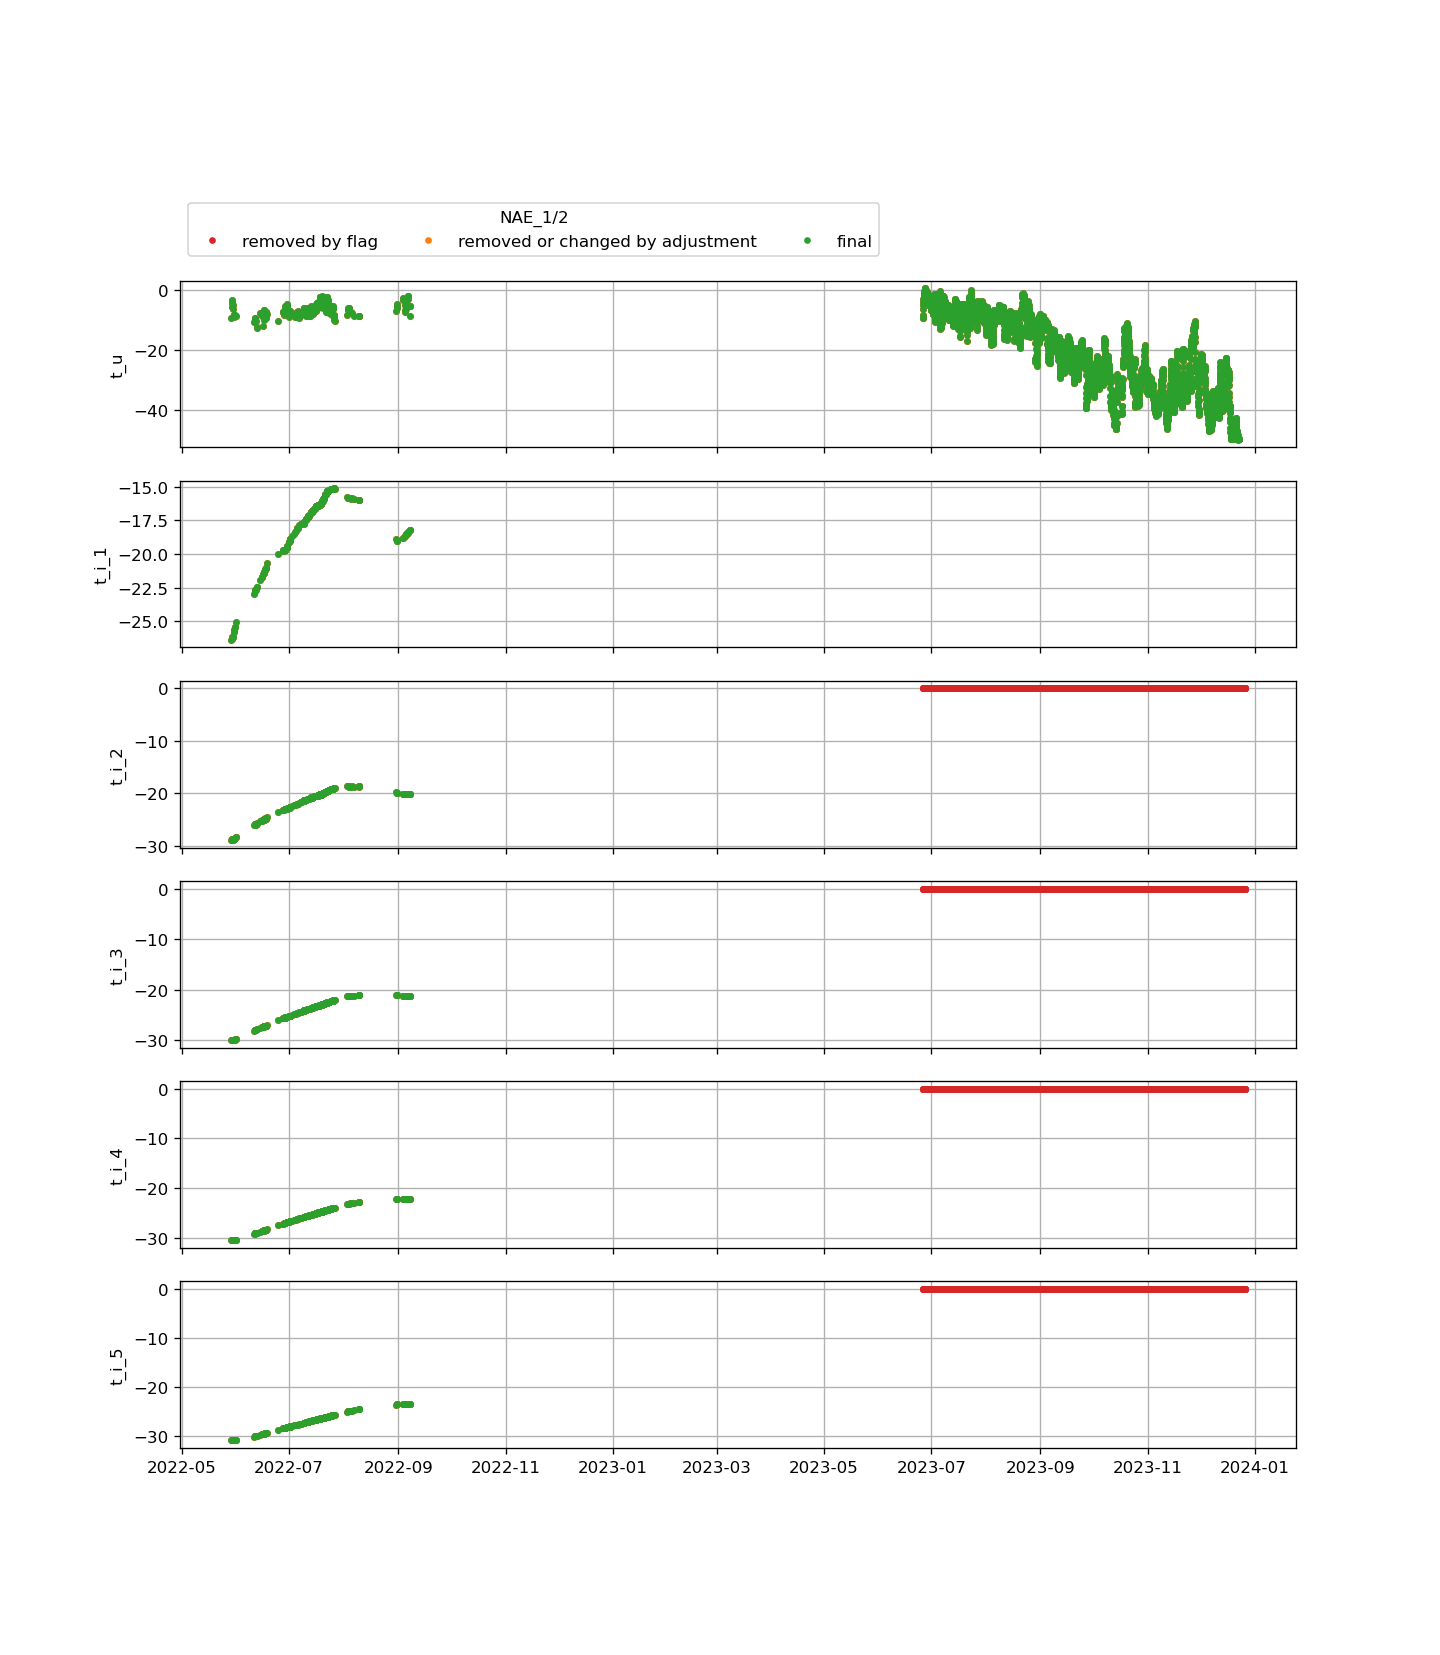 NAE_1/2
removed by flag removed or changed by adjustment final
0
−20
−40
t_u
−15.0
−17.5
−20.0
−22.5
−25.0
t_i_1
0
−10
−20
−30
t_i_2
0
−10
−20
−30
t_i_3
0
−10
−20
−30
t_i_4
0
−10
−20
−30
t_i_5
2022-05 2022-07 2022-09 2022-11 2023-01 2023-03 2023-05 2023-07 2023-09 2023-11 2024-01